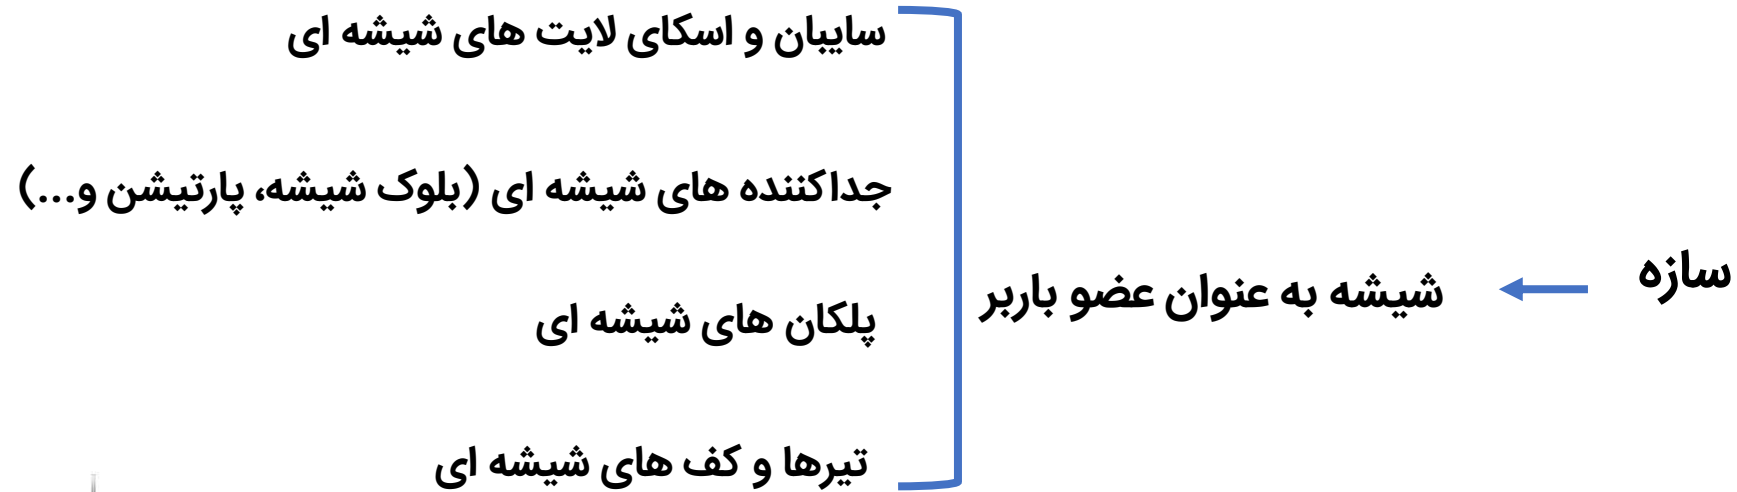 سازه
شیشه به عنوان عضو باربر
سایبان و اسکای لایت های شیشه ای
جداکننده های شیشه ای (بلوک شیشه، پارتیشن و...)
پلکان های شیشه ای
تیرها و کف های شیشه ای